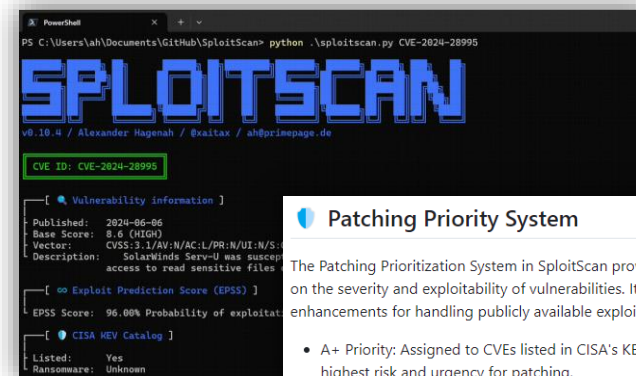 PowerShell
PS C:\Users\ah\Documents\GitHub\SploitScan> python .\sploitscan.py CVE-2024-28995
SPLOITSCAN
v0.10.4 / Alexander Hagenah / @xaitax / ah@primepage.de
CVE ID: CVE-2024-28995
[ Vulnerability information ]
Published: 2024-06-06
Base Score: 8.6 (HIGH)
Vector: CVSS:3.1/AV:N/AC:L/PR:N/UI:N/S:
Description: SolarWinds Serv-U was suscep
access to read sensitive files
[ Exploit Prediction Score (EPSS) ]
EPSS Score: 96.00% Probability of exploitat
[ CISA KEV Catalog ]
Listed: Yes
Ransomware: Unknown
Patching Priority System
The Patching Prioritization System in SploitScan prov
on the severity and exploitability of vulnerabilities. It
enhancements for handling publicly available exploi
• A+ Priority: Assigned to CVEs listed in CISA's KE
highest risk and urgency for patching.